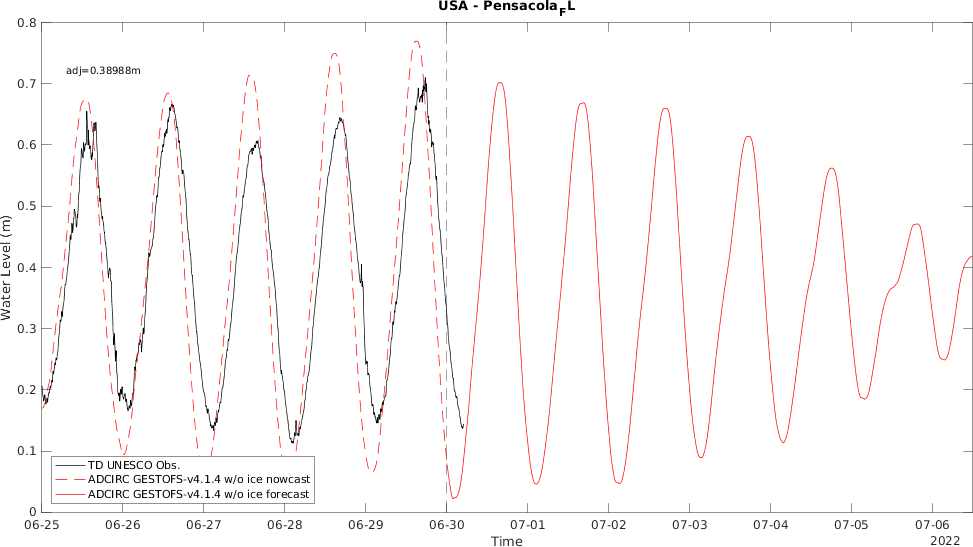 USA - Pensacola_FL
0.8
0.7
0.6
0.5
0.4
0.3
0.2
0.1
0
Water Level (m)
adj=0.38988m
TD UNESCO Obs.
ADCIRC GESTOFS-v4.1.4 w/o ice nowcast
ADCIRC GESTOFS-v4.1.4 w/o ice forecast
06-25 06-26 06-27 06-28 06-29 06-30 07-01 07-02 07-03 07-04 07-05 07-06
Time
2022